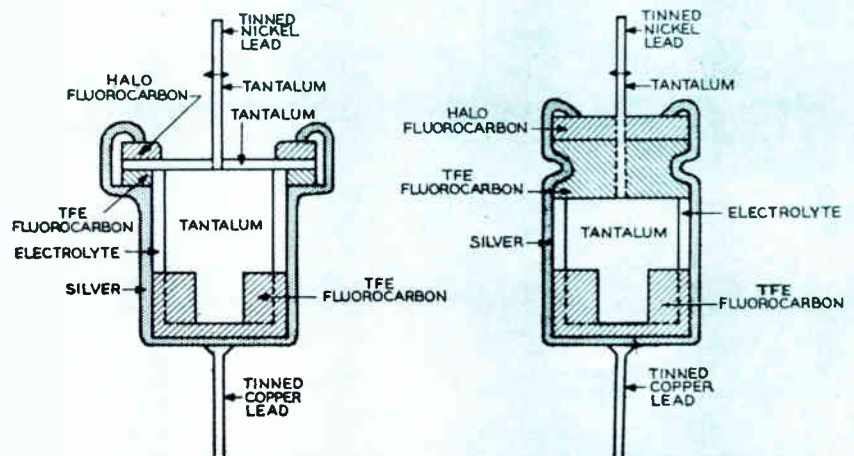 TINNED
NICKEL
LEAD
HALO
FLUOROCARBON
TANTALUM
TANTALUM
TFE
FLUOROCARBON
TANTALUM
ELECTROLYTE
SILVER
TFE
FLUOROCARBON
TINNED
COPPER
LEAD
TINNED
NICKEL
LEAD
TANTALUM
HALO
FLUOROCARBON
TFE
FLUOROCARBON
ELECTROLYTE
SILVER
TANTALUM
TFE
FLUOROCARBON
TINNED
COPPER
LEAD